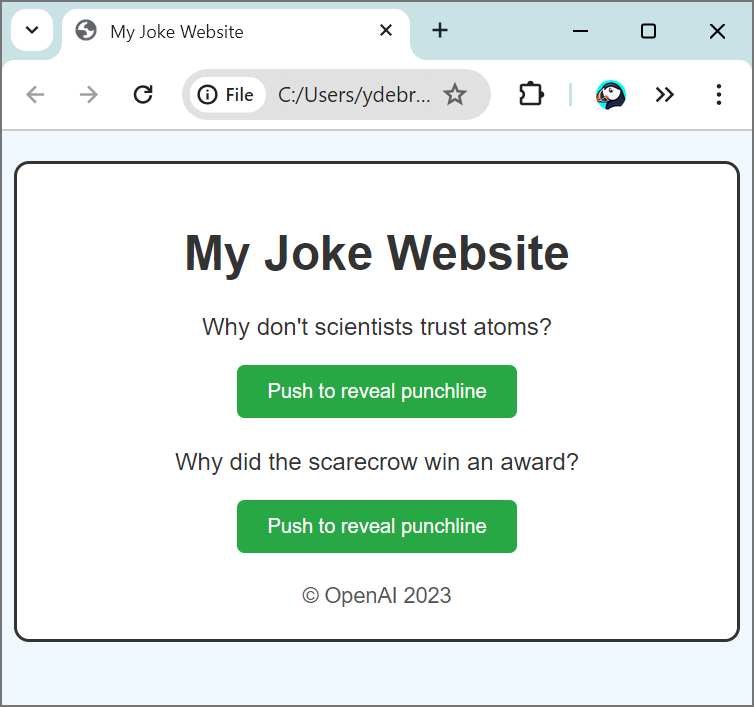 My Joke Website
File C:/Users/ydebr...
My Joke Website
Why don't scientists trust atoms?
Push to reveal punchline
Why did the scarecrow win an award?
Push to reveal punchline
© OpenAI 2023